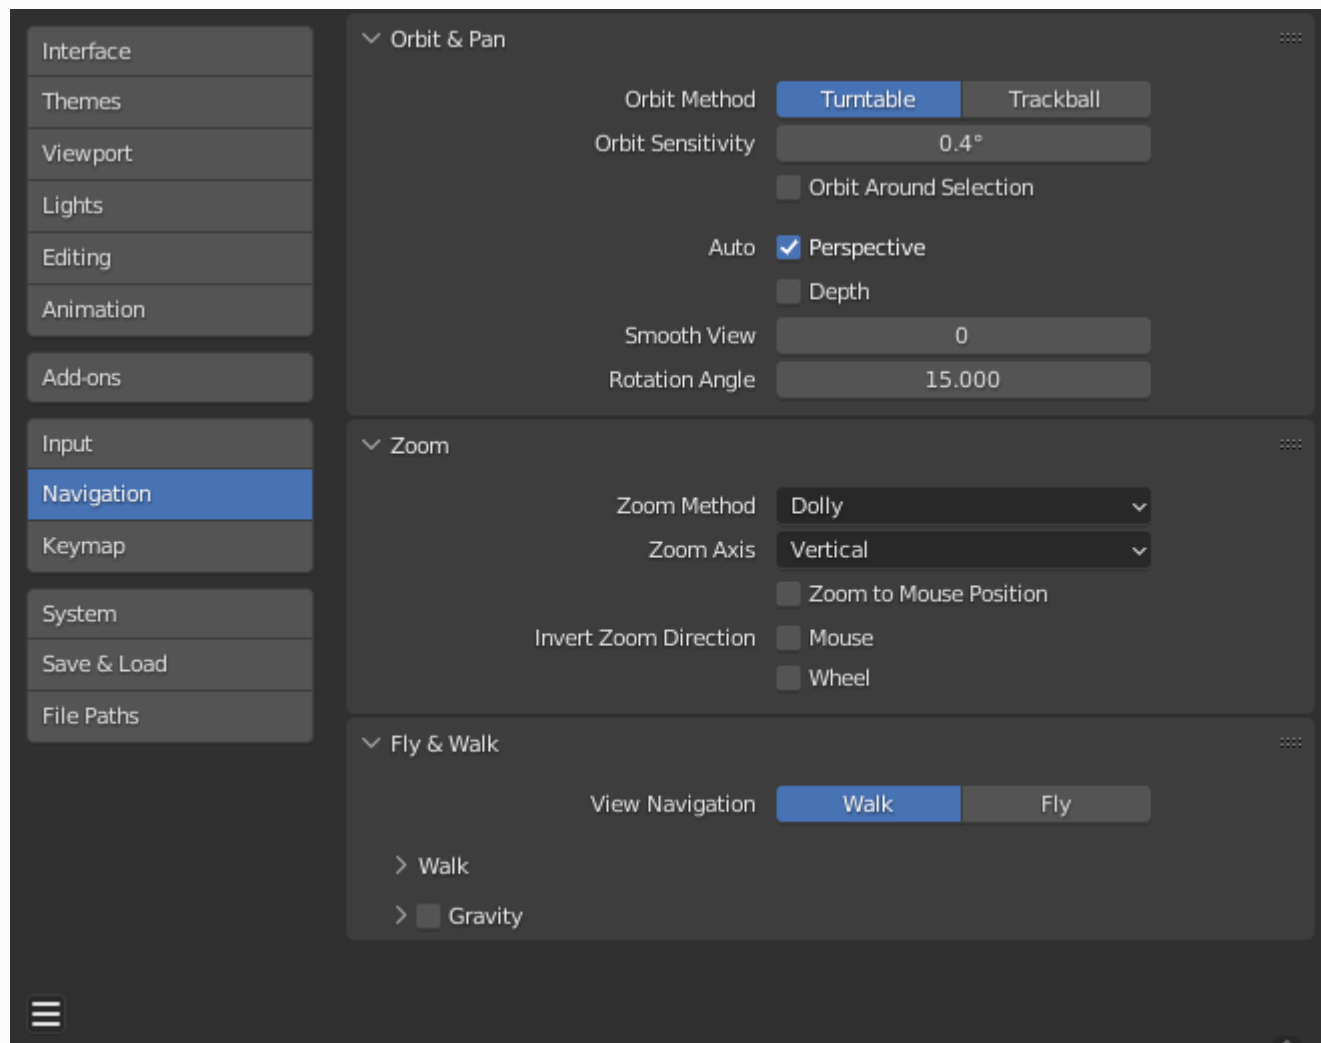 Interface
Themes
Viewport
Lights
Editing
Animation
Add-ons
Input
Navigation
Keymap
System
Save & Load
File Paths
Orbit & Pan
Orbit Method Turntable Trackball
Orbit Sensitivity 0.4°
Orbit Around Selection
Auto Perspective
Depth
Smooth View 0
Rotation Angle 15.000
Zoom
Zoom Method Dolly
Zoom Axis Vertical
Zoom to Mouse Position
Invert Zoom Direction Mouse
Wheel
Fly & Walk
View Navigation Walk Fly
Walk
Gravity